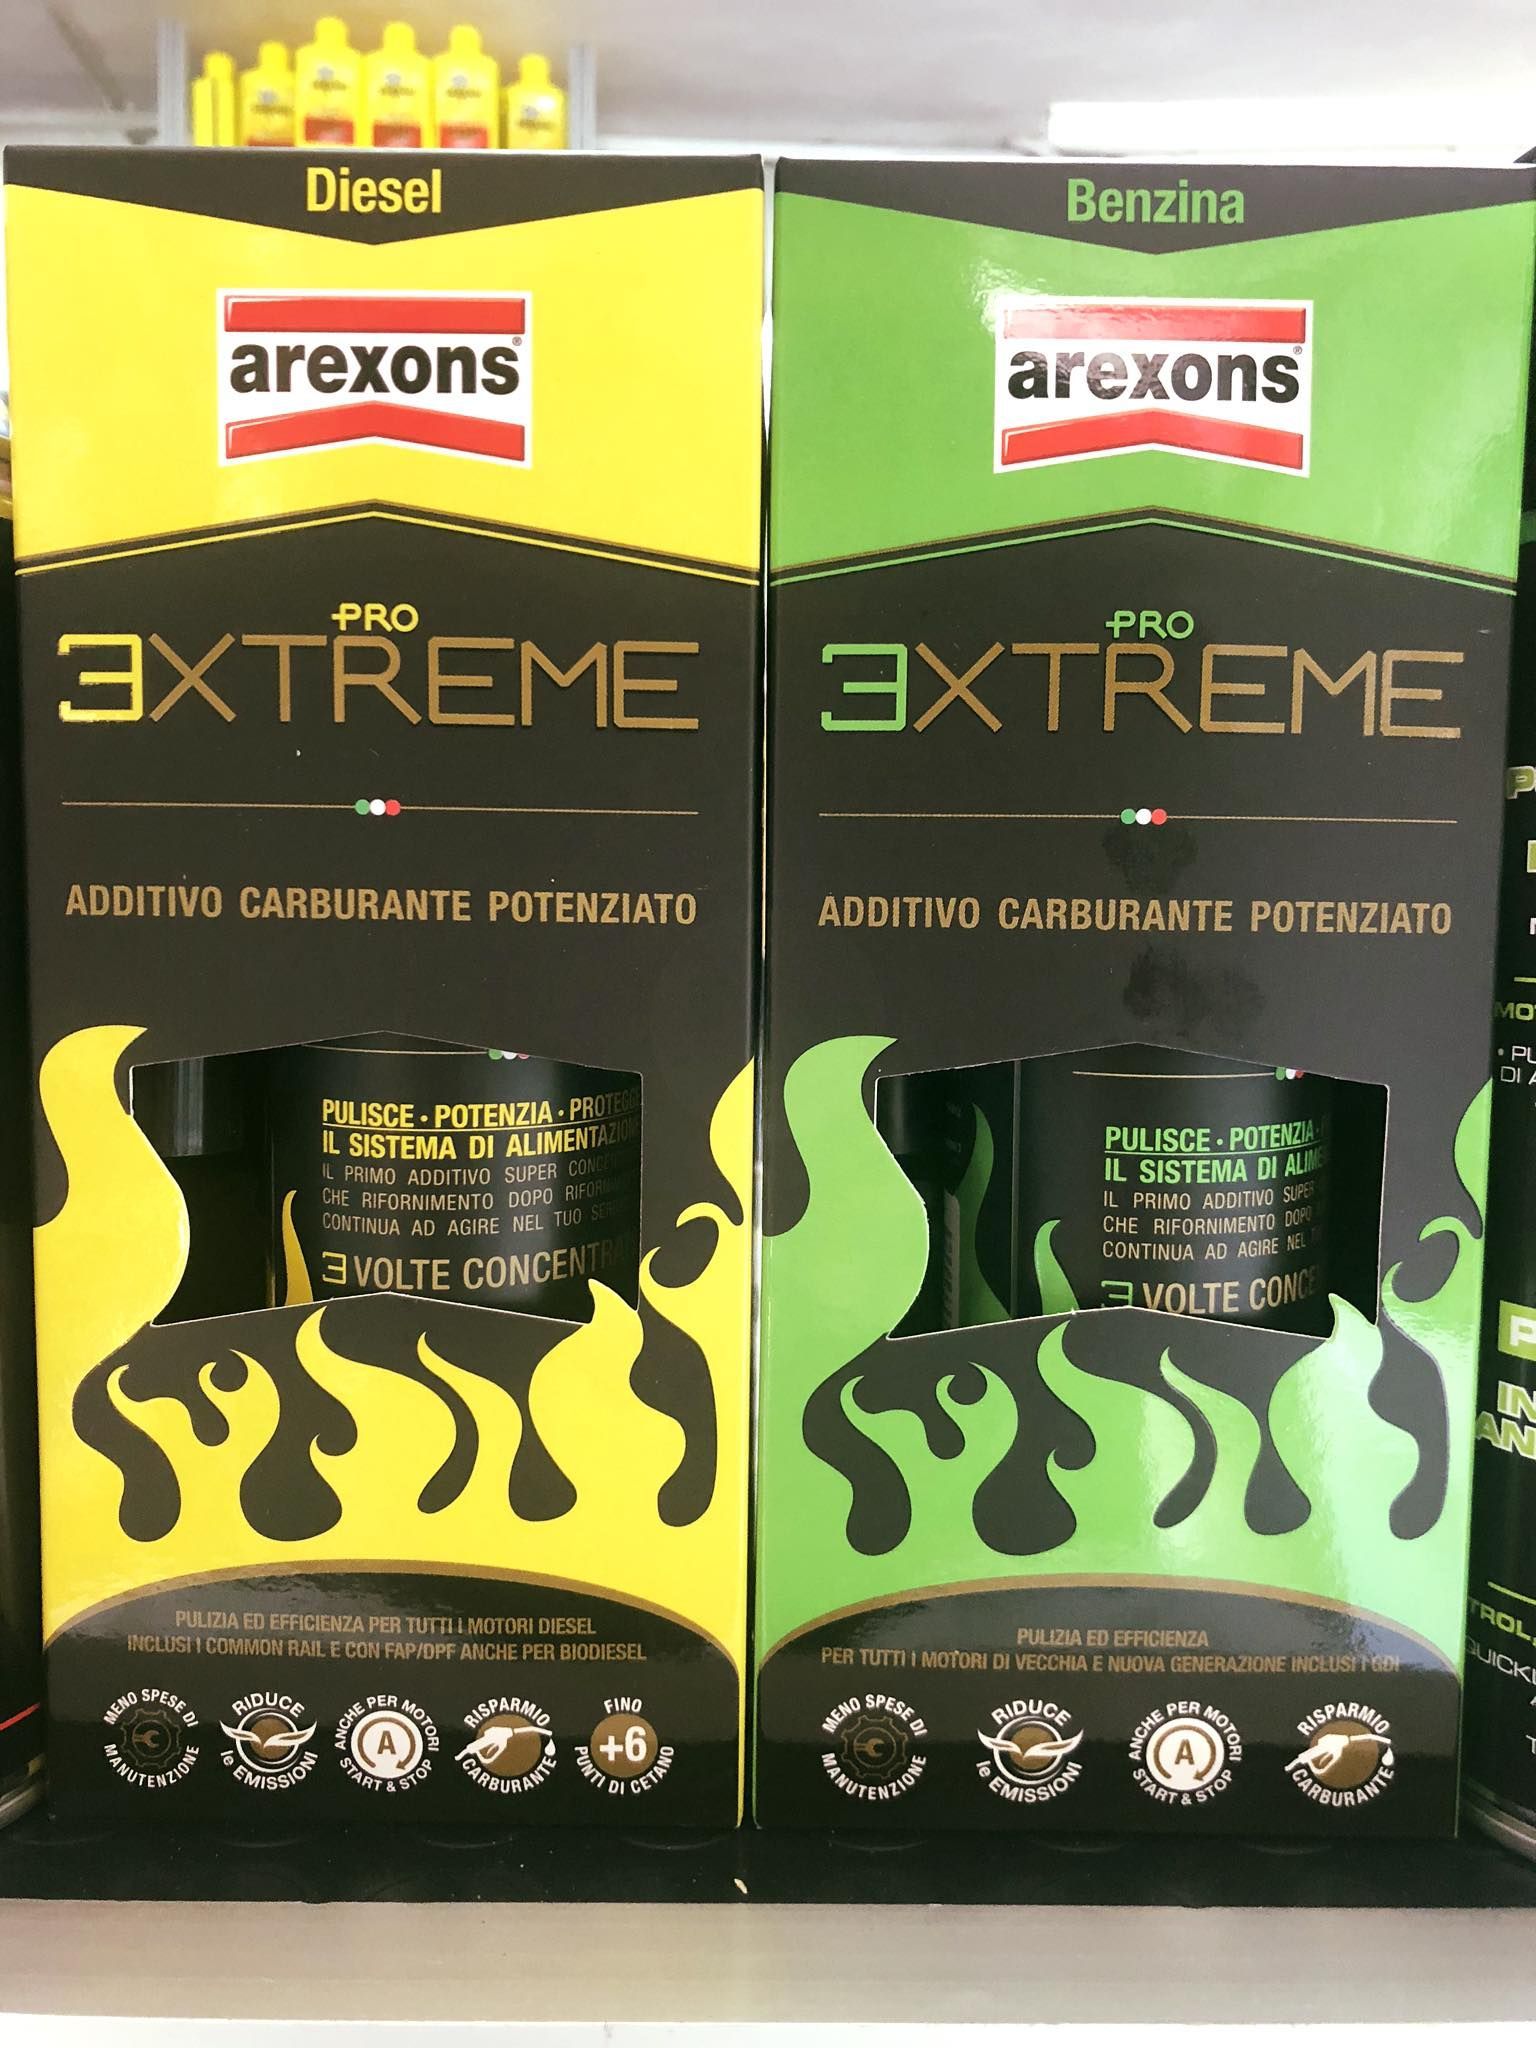 Diesel
arexons®
PRO
EXTREME
ADDITIVO CARBURANTE POTENZIATO
PULISCE • POTENZIA • PROTEGGE
IL SISTEMA DI ALIMENTAZIONE
IL PRIMO ADDITIVO SUPER
CHE RIFORNIMENTO DOPO
CONTINUA AD AGIRE NEL TUO
3 VOLTE CONCENTRA
PULIZIA ED EFFICIENZA PER TUTTI I MOTORI DIESEL
INCLUSI I COMMON RAIL E CON FAP/DPF ANCHE PER BIODIESEL
MENO SPESE DI MANUTENZIONE
RIDUCE le EMISSIONI
ANCHE PER MOTORI A START & STOP
RISPARMIO CARBURANTE
FINO +6 PUNTI DI CETANO
Benzina
arexons®
PRO
EXTREME
ADDITIVO CARBURANTE POTENZIATO
PULISCE • POTENZIA •
IL SISTEMA DI ALIM
IL PRIMO ADDITIVO SUPER
CHE RIFORNIMENTO DOPO
CONTINUA AD AGIRE NEL
3 VOLTE CONCE
PULIZIA ED EFFICIENZA
PER TUTTI I MOTORI DI VECCHIA E NUOVA GENERAZIONE INCLUSI I GDI
MENO SPESE DI MANUTENZIONE
RIDUCE le EMISSIONI
ANCHE PER MOTORI A START & STOP
RISPARMIO CARBURANTE